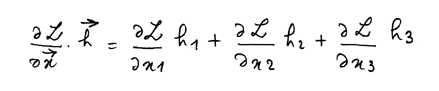 ∂ℒ/∂x⃗ · h⃗ = ∂ℒ/∂x1 h1 + ∂ℒ/∂x2 h2 + ∂ℒ/∂x3 h3